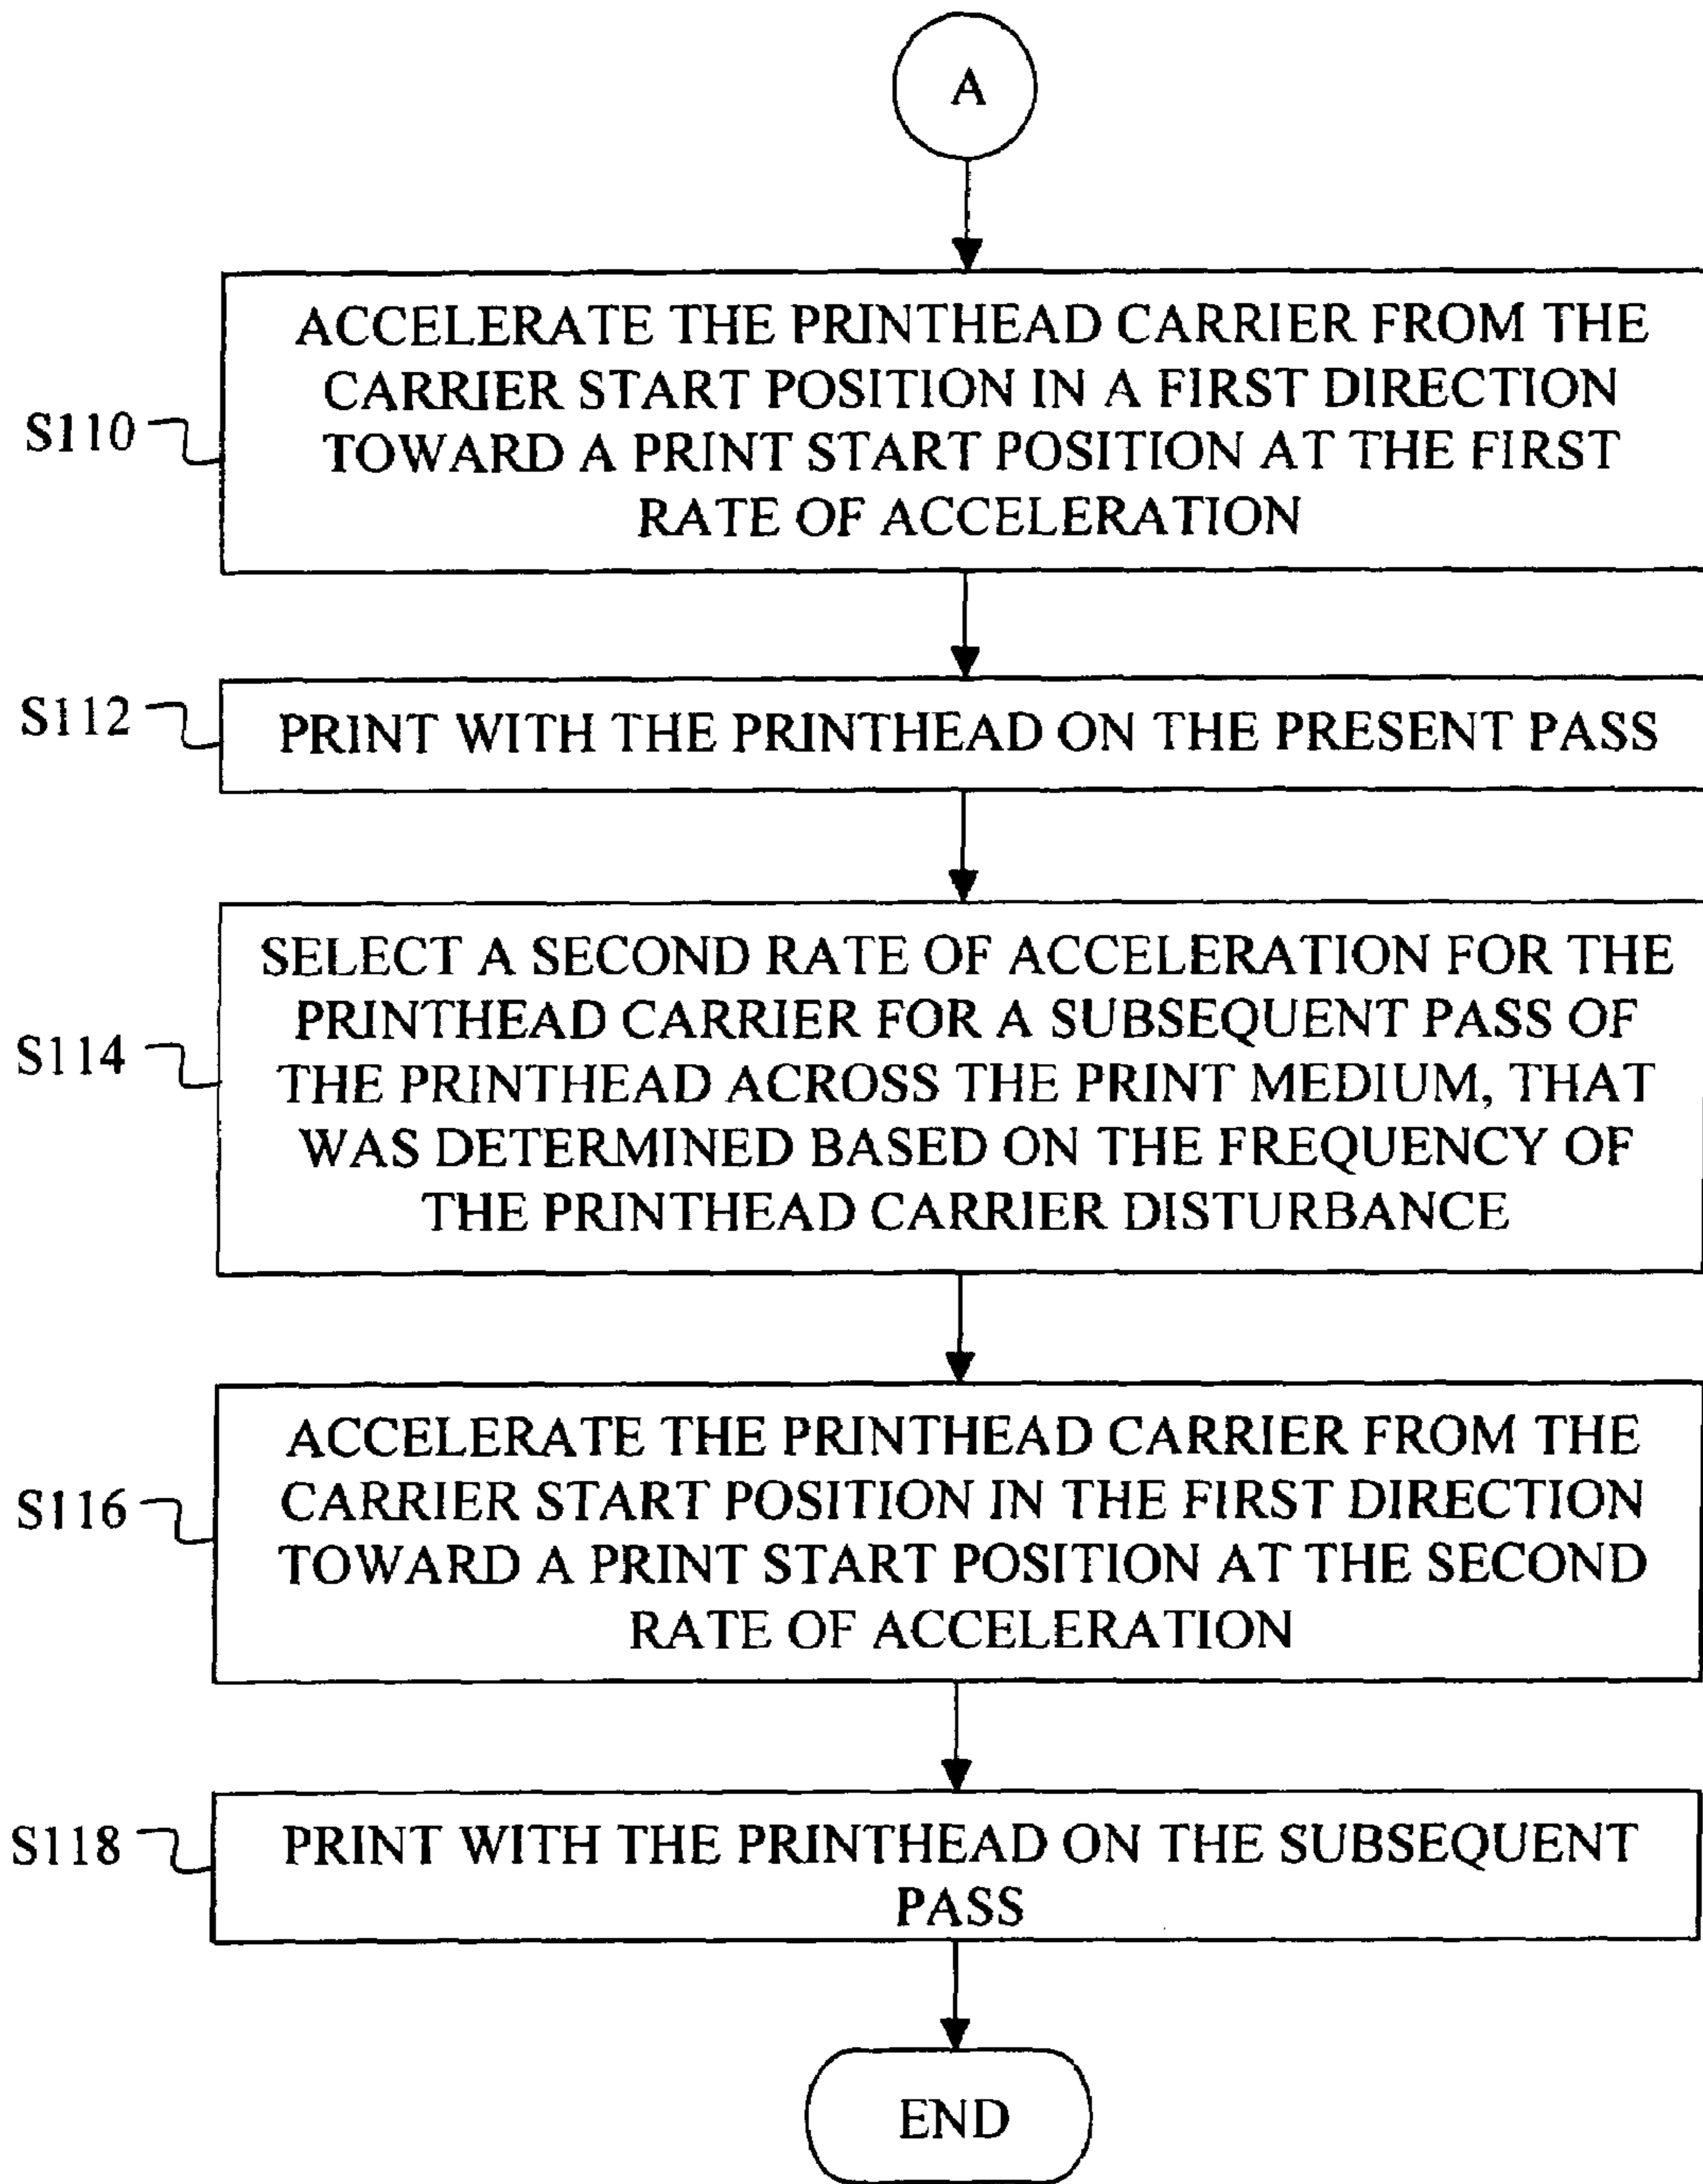 A
ACCELERATE THE PRINTHEAD CARRIER FROM THE
CARRIER START POSITION IN A FIRST DIRECTION
TOWARD A PRINT START POSITION AT THE FIRST
RATE OF ACCELERATION
S110
PRINT WITH THE PRINTHEAD ON THE PRESENT PASS
S112
SELECT A SECOND RATE OF ACCELERATION FOR THE
PRINTHEAD CARRIER FOR A SUBSEQUENT PASS OF
THE PRINTHEAD ACROSS THE PRINT MEDIUM, THAT
WAS DETERMINED BASED ON THE FREQUENCY OF
THE PRINTHEAD CARRIER DISTURBANCE
S114
ACCELERATE THE PRINTHEAD CARRIER FROM THE
CARRIER START POSITION IN THE FIRST DIRECTION
TOWARD A PRINT START POSITION AT THE SECOND
RATE OF ACCELERATION
S116
PRINT WITH THE PRINTHEAD ON THE SUBSEQUENT
PASS
S118
END